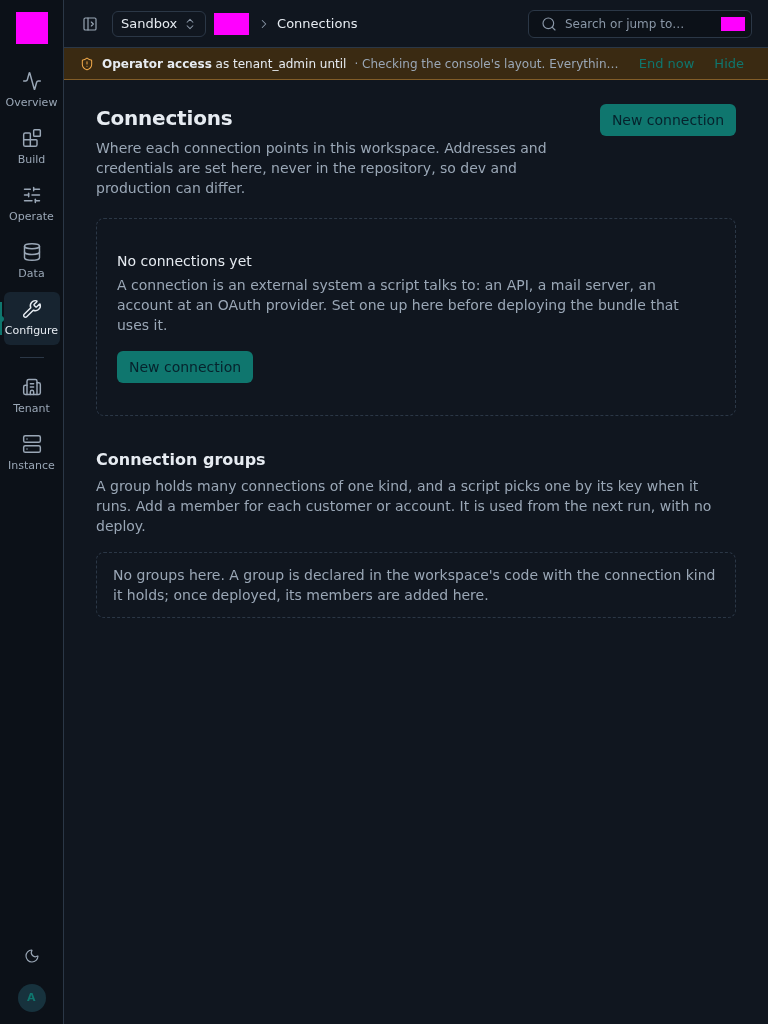 Sandbox
Connections
Search or jump to…
Operator access as tenant_admin until · Checking the console's layout. Everythin…
End now
Hide
Overview
Build
Operate
Data
Configure
Tenant
Instance
A
Connections
New connection
Where each connection points in this workspace. Addresses and
credentials are set here, never in the repository, so dev and
production can differ.
No connections yet
A connection is an external system a script talks to: an API, a mail server, an
account at an OAuth provider. Set one up here before deploying the bundle that
uses it.
New connection
Connection groups
A group holds many connections of one kind, and a script picks one by its key when it
runs. Add a member for each customer or account. It is used from the next run, with no
deploy.
No groups here. A group is declared in the workspace's code with the connection kind
it holds; once deployed, its members are added here.